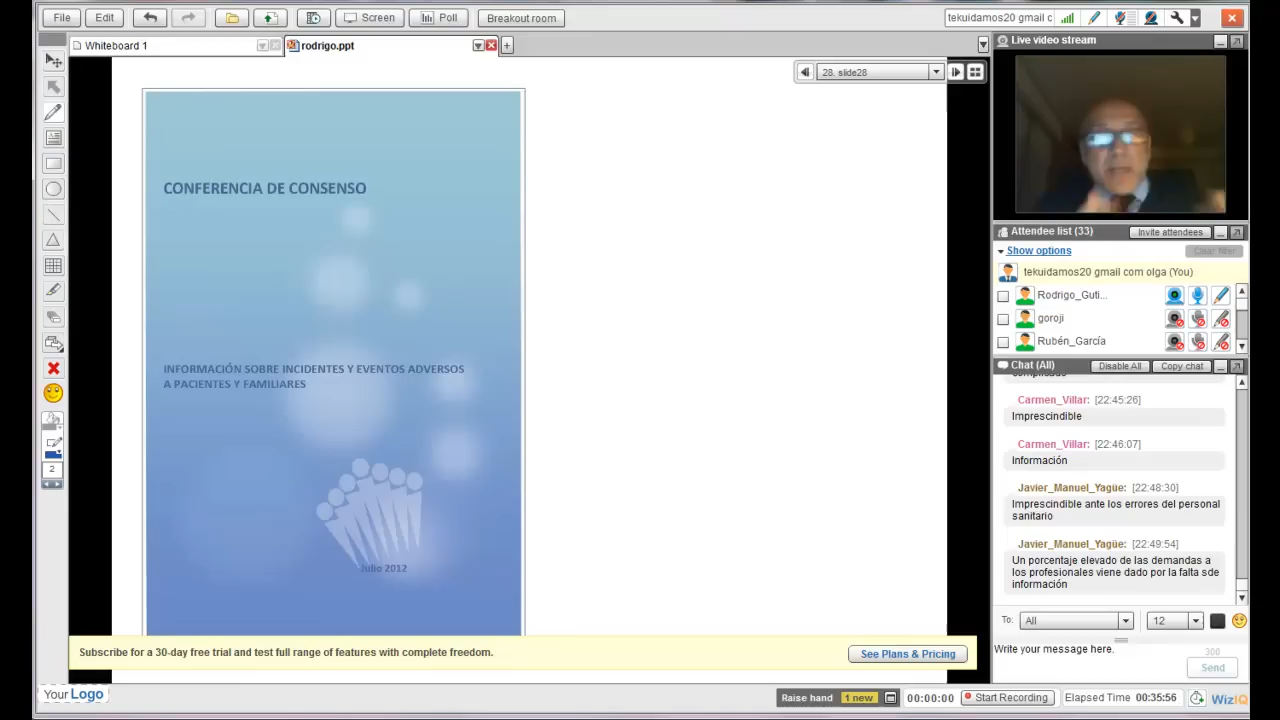 File
Edit
Screen
Poll
Breakout room
tekuidamos20 gmail c
Whiteboard 1
rodrigo.ppt
28. slide28
CONFERENCIA DE CONSENSO
INFORMACIÓN SOBRE INCIDENTES Y EVENTOS ADVERSOS
A PACIENTES Y FAMILIARES
Julio 2012
2
Live video stream
Attendee list (33)
Invite attendees
Show options
Clear filter
tekuidamos20 gmail com olga (You)
Rodrigo_Guti...
goroji
Rubén_García
Chat (All)
Disable All
Copy chat
complicado
Carmen_Villar: [22:45:26]
Imprescindible
Carmen_Villar: [22:46:07]
Información
Javier_Manuel_Yagüe: [22:48:30]
Imprescindible ante los errores del personal
sanitario
Javier_Manuel_Yagüe: [22:49:54]
Un porcentaje elevado de las demandas a
los profesionales viene dado por la falta sde
información
To:
All
12
Write your message here.
300
Send
Subscribe for a 30-day free trial and test full range of features with complete freedom.
See Plans & Pricing
Your Logo
Raise hand
1 new
00:00:00
Start Recording
Elapsed Time 00:35:56
WizIQ